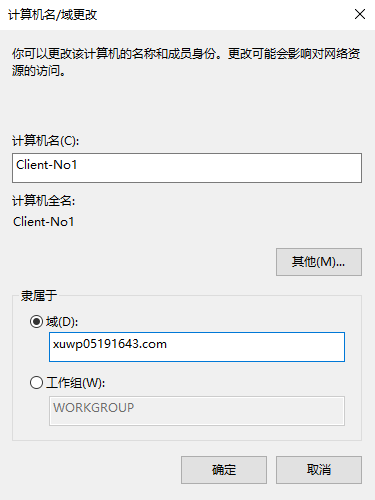 计算机名/域更改
你可以更改该计算机的名称和成员身份。更改可能会影响对网络资
源的访问。
计算机名(C):
Client-No1
计算机全名:
Client-No1
其他(M)...
隶属于
域(D):
xuwp05191643.com
工作组(W):
WORKGROUP
确定
取消